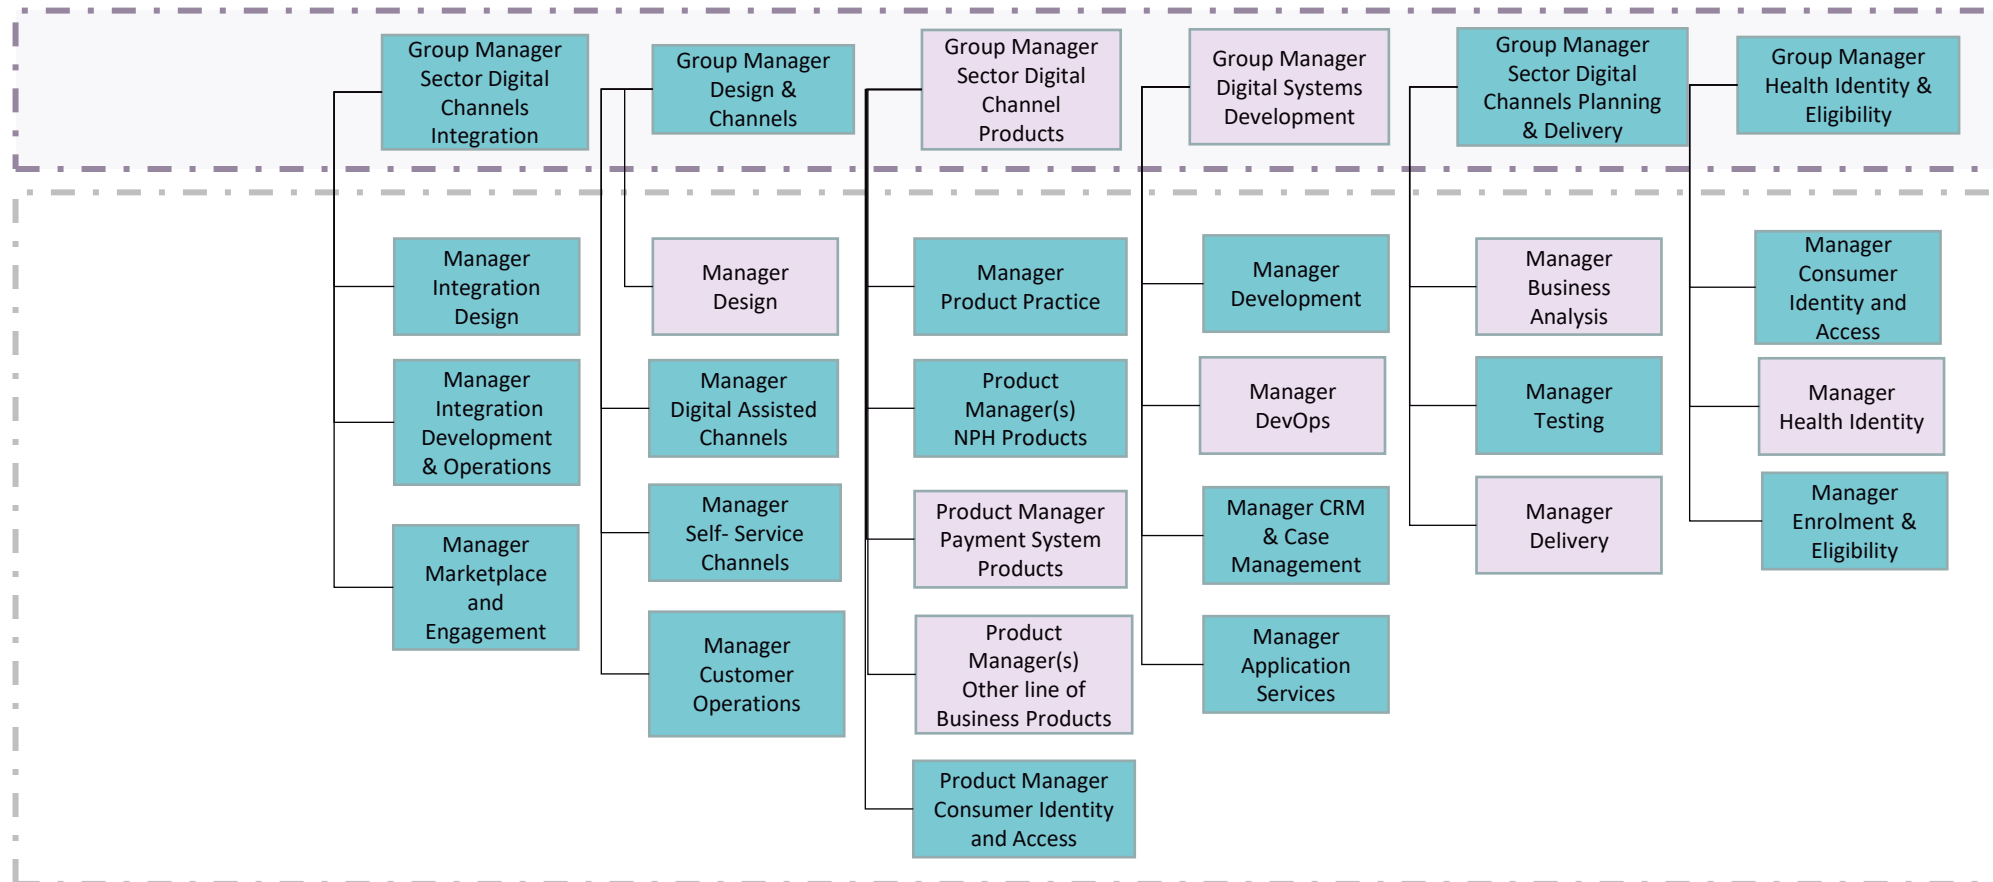 Group Manager
Sector Digital
Channels
Integration
Group Manager
Design &
Channels
Group Manager
Sector Digital
Channel
Products
Group Manager
Digital Systems
Development
Group Manager
Sector Digital
Channels Planning
& Delivery
Group Manager
Health Identity &
Eligibility
Manager
Integration
Design
Manager
Design
Manager
Product Practice
Manager
Development
Manager
Business
Analysis
Manager
Consumer
Identity and
Access
Manager
Integration
Development
& Operations
Manager
Digital Assisted
Channels
Product
Manager(s)
NPH Products
Manager
DevOps
Manager
Testing
Manager
Health Identity
Manager
Marketplace
and
Engagement
Manager
Self- Service
Channels
Product Manager
Payment System
Products
Manager CRM
& Case
Management
Manager
Delivery
Manager
Enrolment &
Eligibility
Manager
Customer
Operations
Product
Manager(s)
Other line of
Business Products
Manager
Application
Services
Product Manager
Consumer Identity
and Access